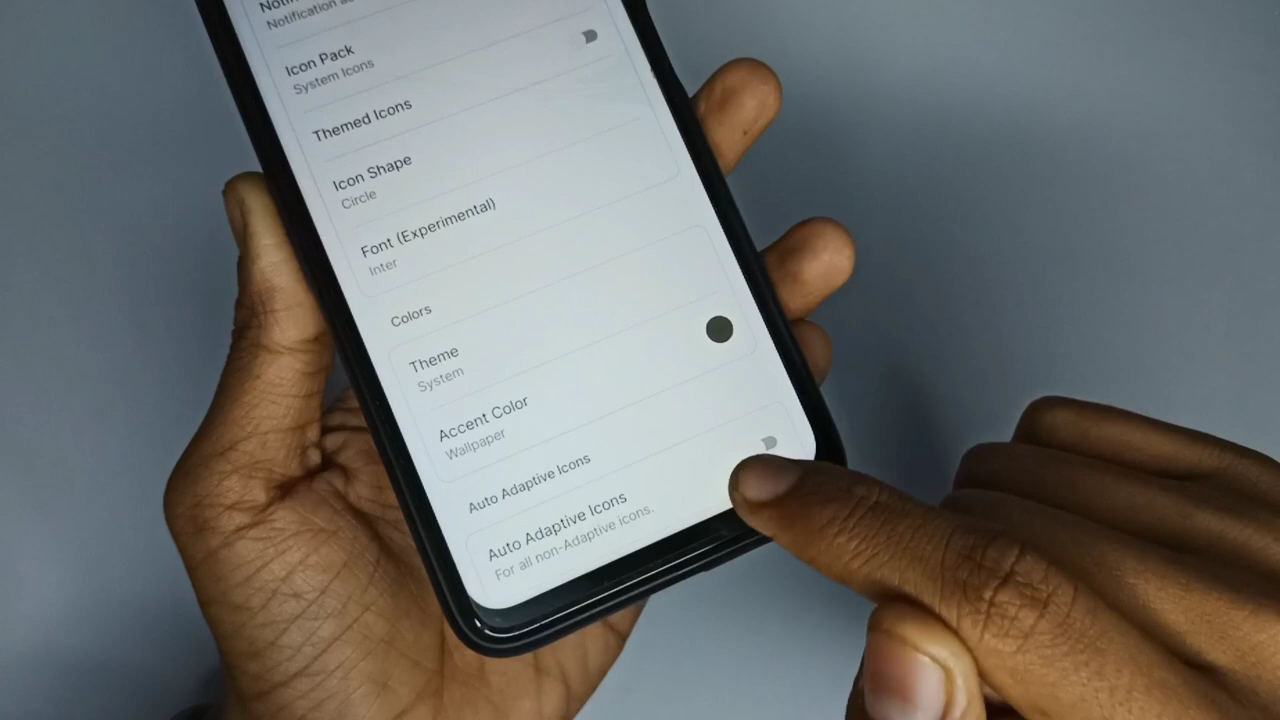 Notification
Icon Pack
System Icons
Themed Icons
Icon Shape
Circle
Font (Experimental)
Inter
Colors
Theme
System
Accent Color
Wallpaper
Auto Adaptive Icons
Auto Adaptive Icons
For all non-Adaptive icons.